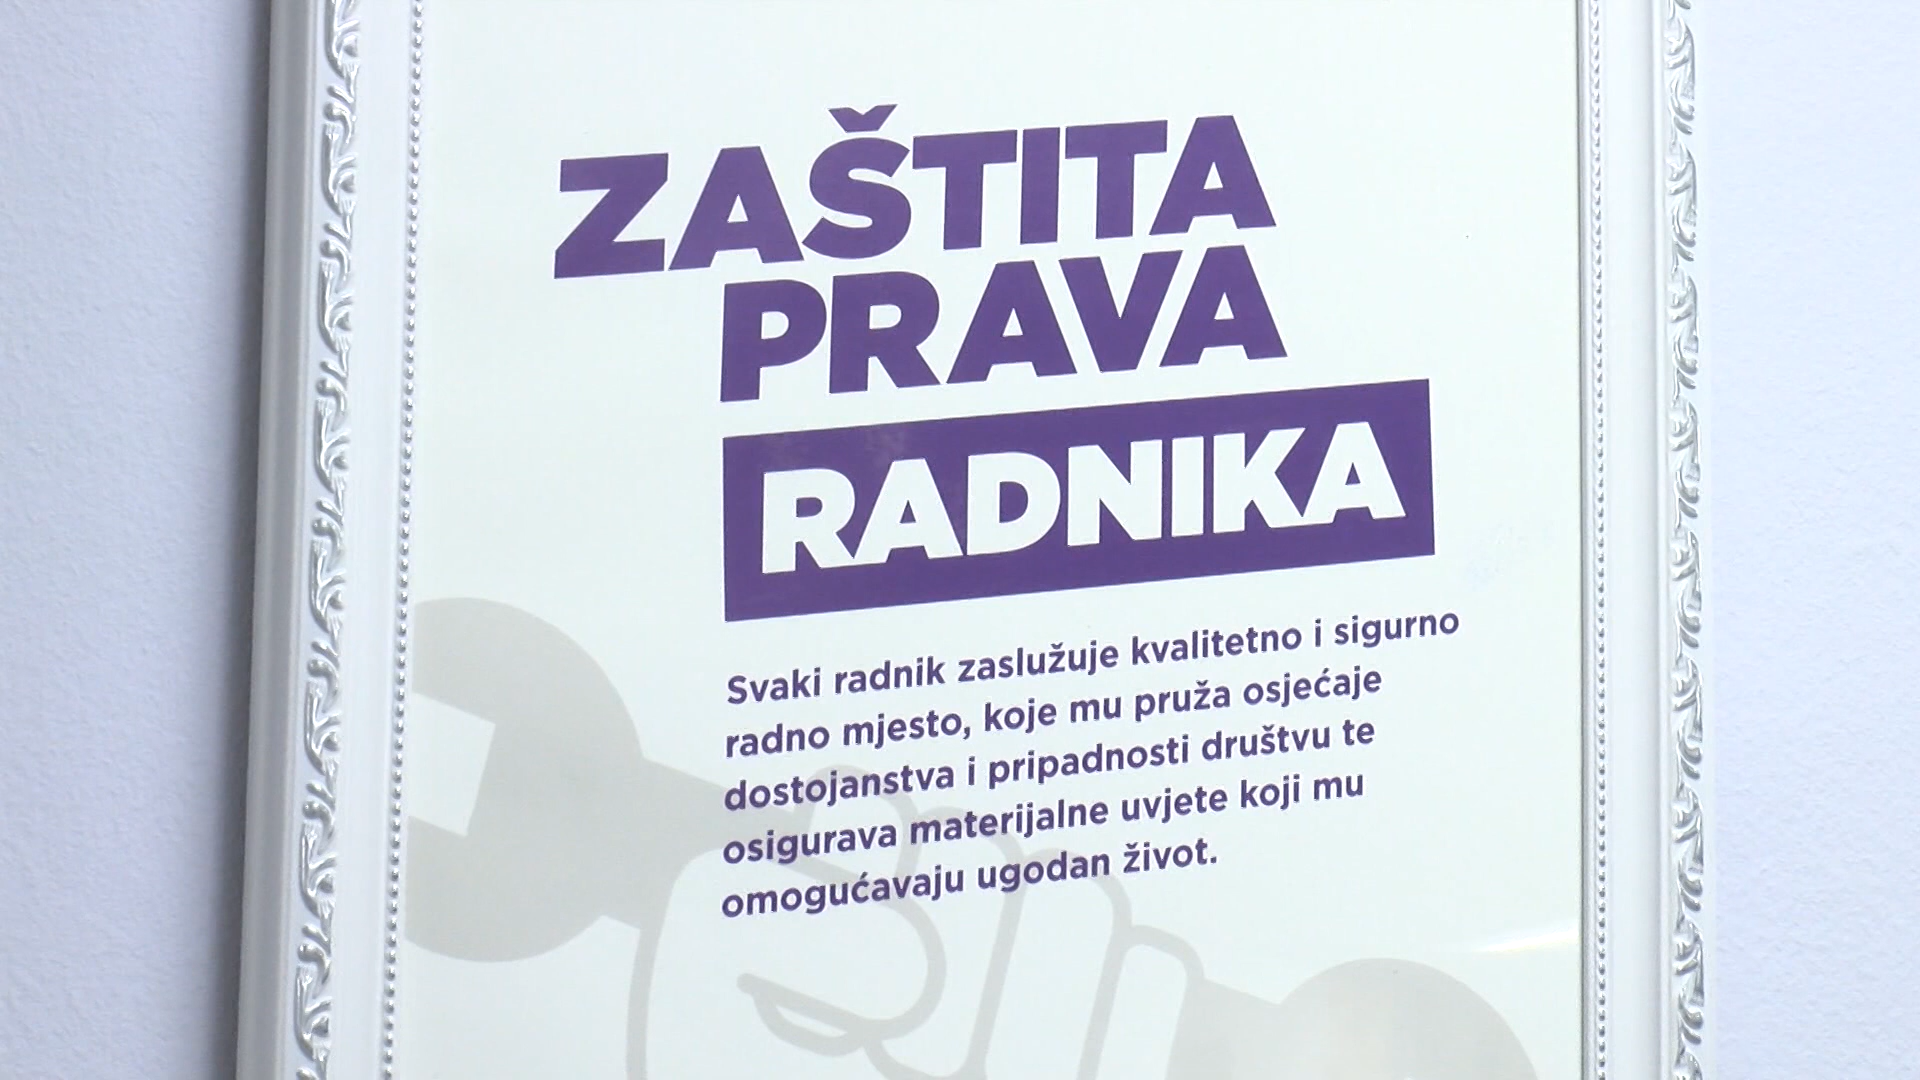 ZAŠTITA
PRAVA
RADNIKA
Svaki radnik zaslužuje kvalitetno i sigurno
radno mjesto, koje mu pruža osjećaje
dostojanstva i pripadnosti društvu te
osigurava materijalne uvjete koji mu
omogućavaju ugodan život.